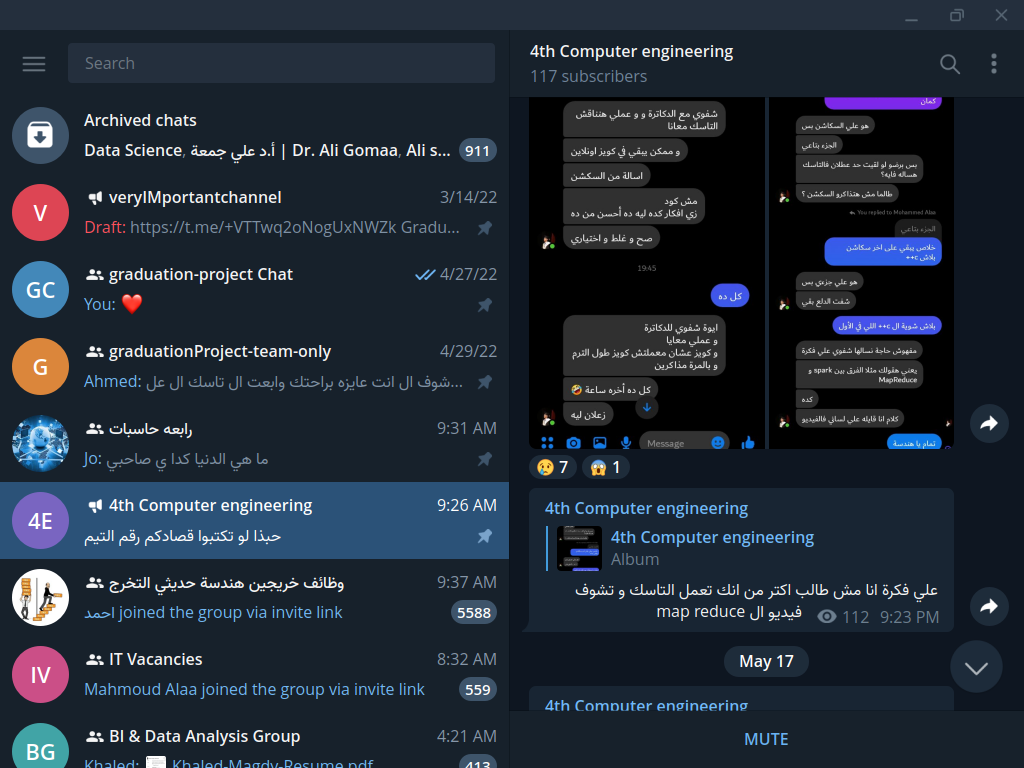 Search
Archived chats
Data Science, أ.د علي جمعة | Dr. Ali Gomaa, Ali s...
911
V
veryIMportantchannel
3/14/22
Draft: https://t.me/+VTTwq2oNogUxNWZk Gradu...
GC
graduation-project Chat
4/27/22
You: ❤️
G
graduationProject-team-only
4/29/22
Ahmed: شوف ال انت عايزه براحتك وابعت ال تاسك ال عل...
رابعه حاسبات
9:31 AM
Jo: ما هي الدنيا كدا ي صاحبي
4E
4th Computer engineering
9:26 AM
حبذا لو تكتبوا قصادكم رقم التيم
وظائف خريجين هندسة حديثي التخرج
9:37 AM
احمد joined the group via invite link
5588
IV
IT Vacancies
8:32 AM
Mahmoud Alaa joined the group via invite link
559
BG
BI & Data Analysis Group
4:21 AM
Khaled: Khaled-Magdy-Resume.pdf
413
4th Computer engineering
117 subscribers
شفوي مع الدكاترة و و عملي هنناقش
التاسك معانا
و ممكن يبقي في كويز اونلاين
اسالة من السكشن
مش كود
زي افكار كده ليه ده أحسن من ده
صح و غلط و اختياري
19:45
كل ده
ايوة شفوي للدكاترة
و عملي معايا
و كويز عشان معملتش كويز طول الترم
و بالمرة مذاكرين
كل ده أخره ساعة 🤣
زعلان ليه
Message
كمان
هو علي السكاشن بس
الجزء بتاعي
بس برضو لو لقيت حد عطلان فالتاسك
هساله فايه؟
طالما مش هنذاكرو السكشن ؟
You replied to Mohammed Alaa
الجزء بتاعي
خلاص يبقي على اخر سكاشن
بلاش c++
هو علي جزءي بس
شفت الدلع بقي
بلاش شوية ال c++ اللي في الأول
مفهوش حاجة نسالها شفوي علي فكرة
يعني هقولك مثلا الفرق بين spark و
MapReduce
كده
كلام انا قايله علي لساني فالفيديو
تمام يا هندسة
😢 7
😱 1
4th Computer engineering
4th Computer engineering
Album
علي فكرة انا مش طالب اكتر من انك تعمل التاسك و تشوف
فيديو ال map reduce
112
9:23 PM
May 17
4th Computer engineering
MUTE